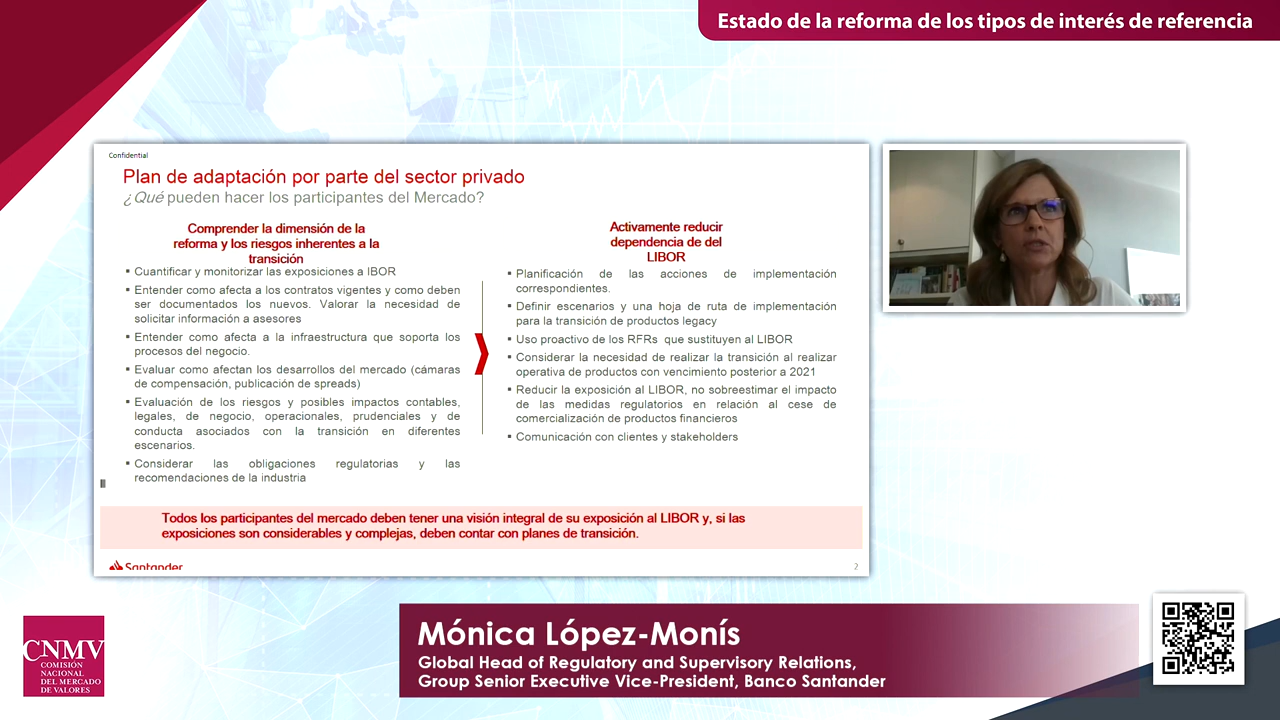 Estado de la reforma de los tipos de interés de referencia
Confidential
Plan de adaptación por parte del sector privado
¿Qué pueden hacer los participantes del Mercado?
Comprender la dimensión de la
reforma y los riesgos inherentes a la
transición
▪ Cuantificar y monitorizar las exposiciones a IBOR
▪ Entender como afecta a los contratos vigentes y como deben
ser documentados los nuevos. Valorar la necesidad de
solicitar información a asesores
▪ Entender como afecta a la infraestructura que soporta los
procesos del negocio.
▪ Evaluar como afectan los desarrollos del mercado (cámaras
de compensación, publicación de spreads)
▪ Evaluación de los riesgos y posibles impactos contables,
legales, de negocio, operacionales, prudenciales y de
conducta asociados con la transición en diferentes
escenarios.
▪ Considerar las obligaciones regulatorias y las
recomendaciones de la industria
Activamente reducir
dependencia de del
LIBOR
▪ Planificación de las acciones de implementación
correspondientes.
▪ Definir escenarios y una hoja de ruta de implementación
para la transición de productos legacy
▪ Uso proactivo de los RFRs que sustituyen al LIBOR
▪ Considerar la necesidad de realizar la transición al realizar
operativa de productos con vencimiento posterior a 2021
▪ Reducir la exposición al LIBOR, no sobreestimar el impacto
de las medidas regulatorios en relación al cese de
comercialización de productos financieros
▪ Comunicación con clientes y stakeholders
Todos los participantes del mercado deben tener una visión integral de su exposición al LIBOR y, si las
exposiciones son considerables y complejas, deben contar con planes de transición.
Santander
2
CNMV
COMISIÓN
NACIONAL
DEL MERCADO
DE VALORES
Mónica López-Monís
Global Head of Regulatory and Supervisory Relations,
Group Senior Executive Vice-President, Banco Santander